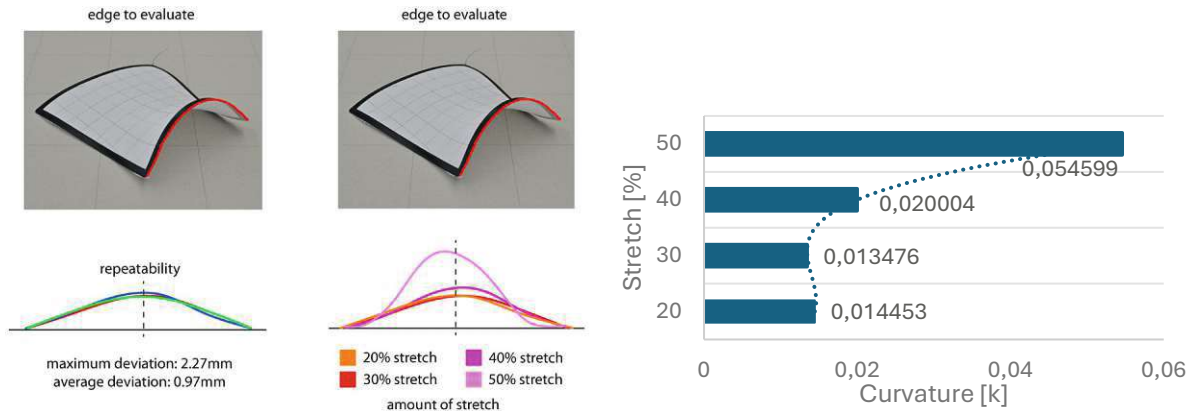 edge to evaluate
edge to evaluate
repeatability
maximum deviation: 2.27mm
average deviation: 0.97mm
20% stretch
40% stretch
30% stretch
50% stretch
amount of stretch
Stretch [%]
50
0,054599
40
0,020004
30
0,013476
20
0,014453
0
0,02
0,04
0,06
Curvature [k]